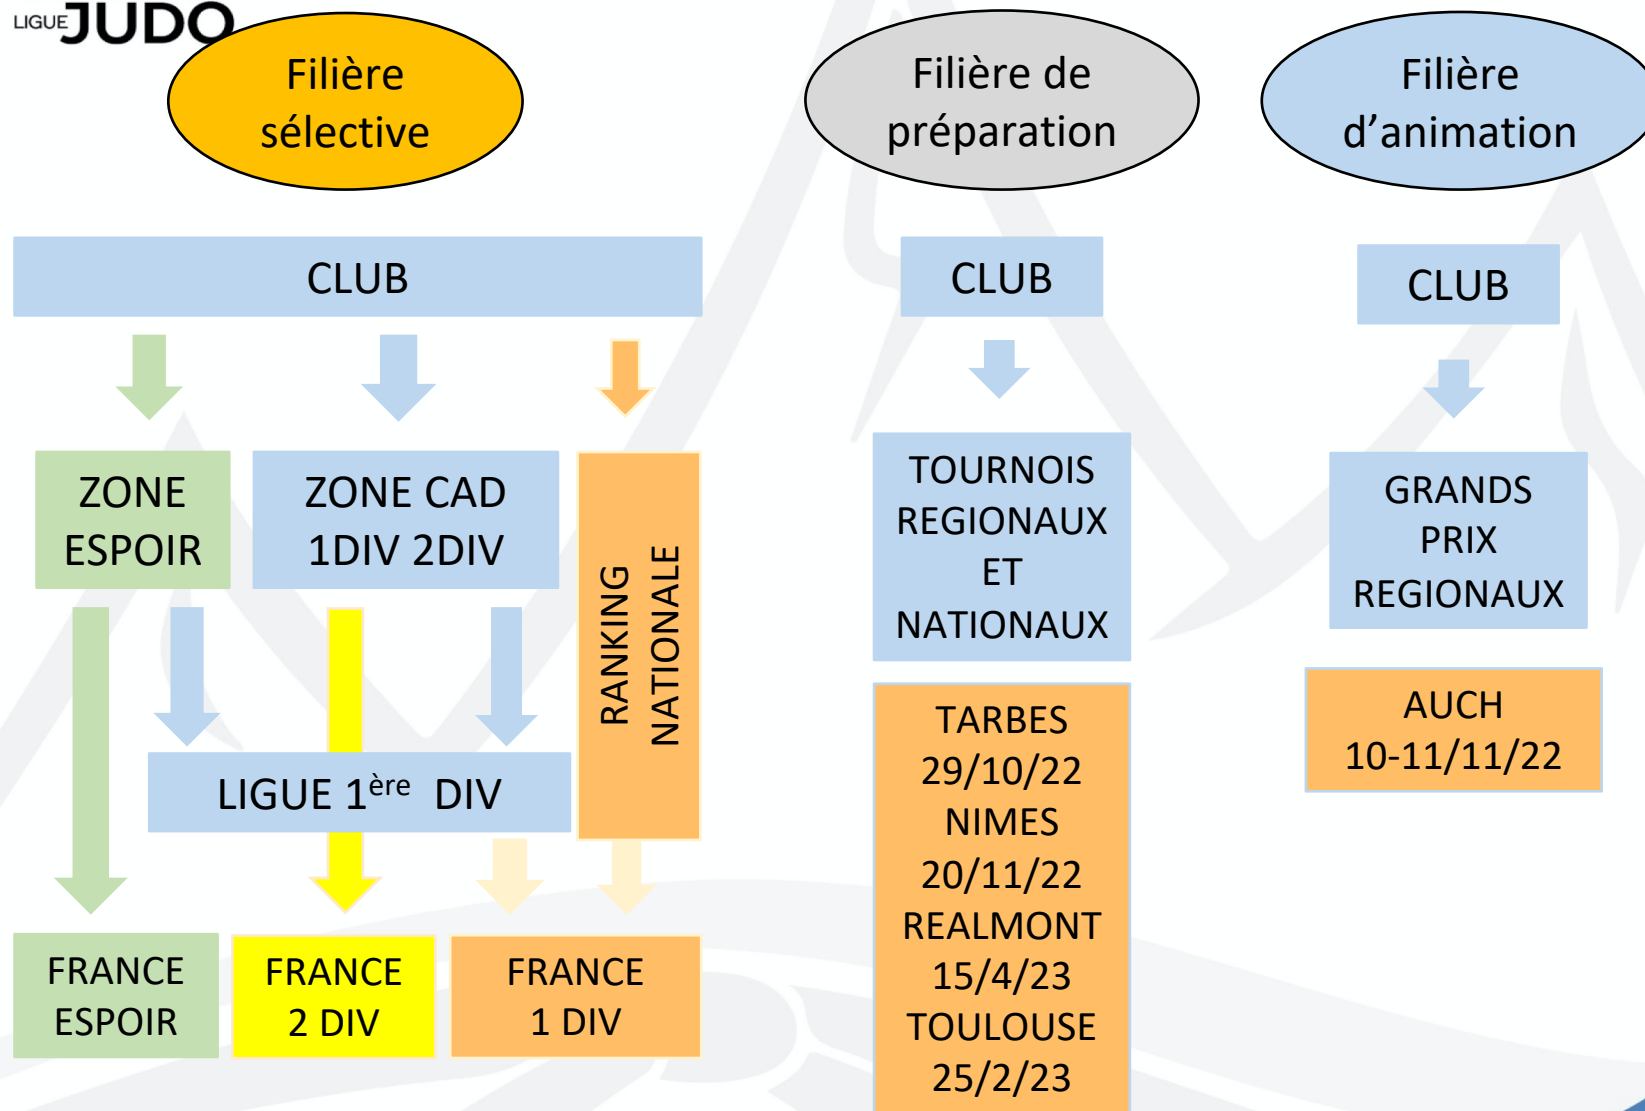 LIGUE JUDO
Filière
sélective
Filière de
préparation
Filière
d’animation
CLUB
CLUB
CLUB
ZONE
ESPOIR
ZONE CAD
1DIV 2DIV
RANKING
NATIONALE
LIGUE 1ère DIV
FRANCE
ESPOIR
FRANCE
2 DIV
FRANCE
1 DIV
TOURNOIS
REGIONAUX
ET
NATIONAUX
TARBES
29/10/22
NIMES
20/11/22
REALMONT
15/4/23
TOULOUSE
25/2/23
GRANDS
PRIX
REGIONAUX
AUCH
10-11/11/22